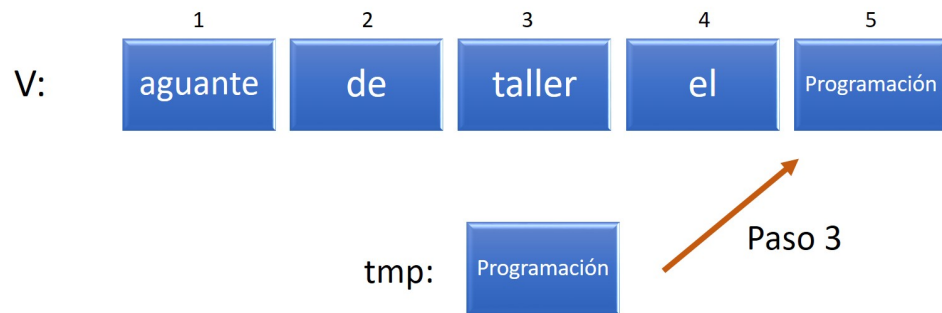 1 2 3 4 5
V: aguante de taller el Programación
Paso 3
tmp: Programación